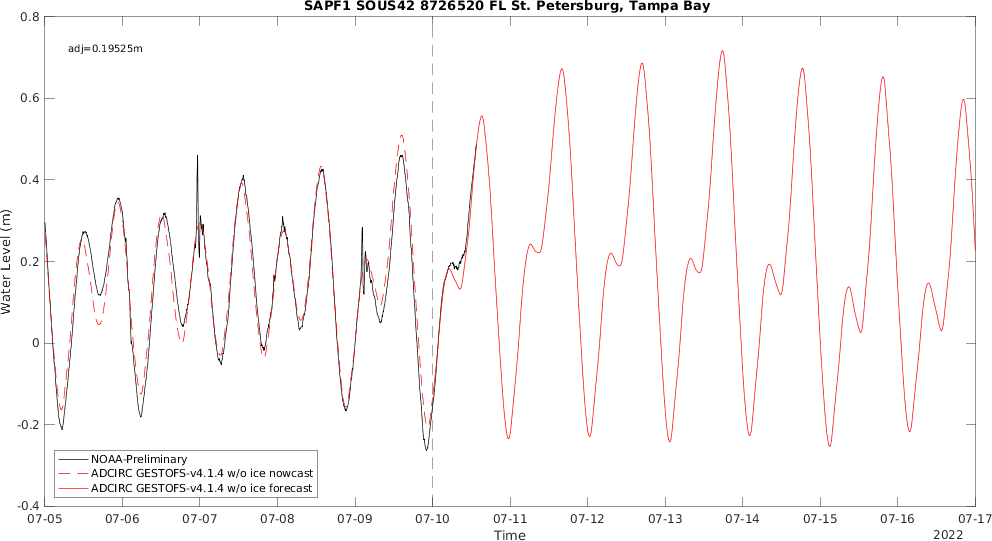 SAPF1 SOUS42 8726520 FL St. Petersburg, Tampa Bay
adj=0.19525m
Water Level (m)
0.8
0.6
0.4
0.2
0
-0.2
-0.4
NOAA-Preliminary
ADCIRC GESTOFS-v4.1.4 w/o ice nowcast
ADCIRC GESTOFS-v4.1.4 w/o ice forecast
07-05 07-06 07-07 07-08 07-09 07-10 07-11 07-12 07-13 07-14 07-15 07-16 07-17
Time
2022